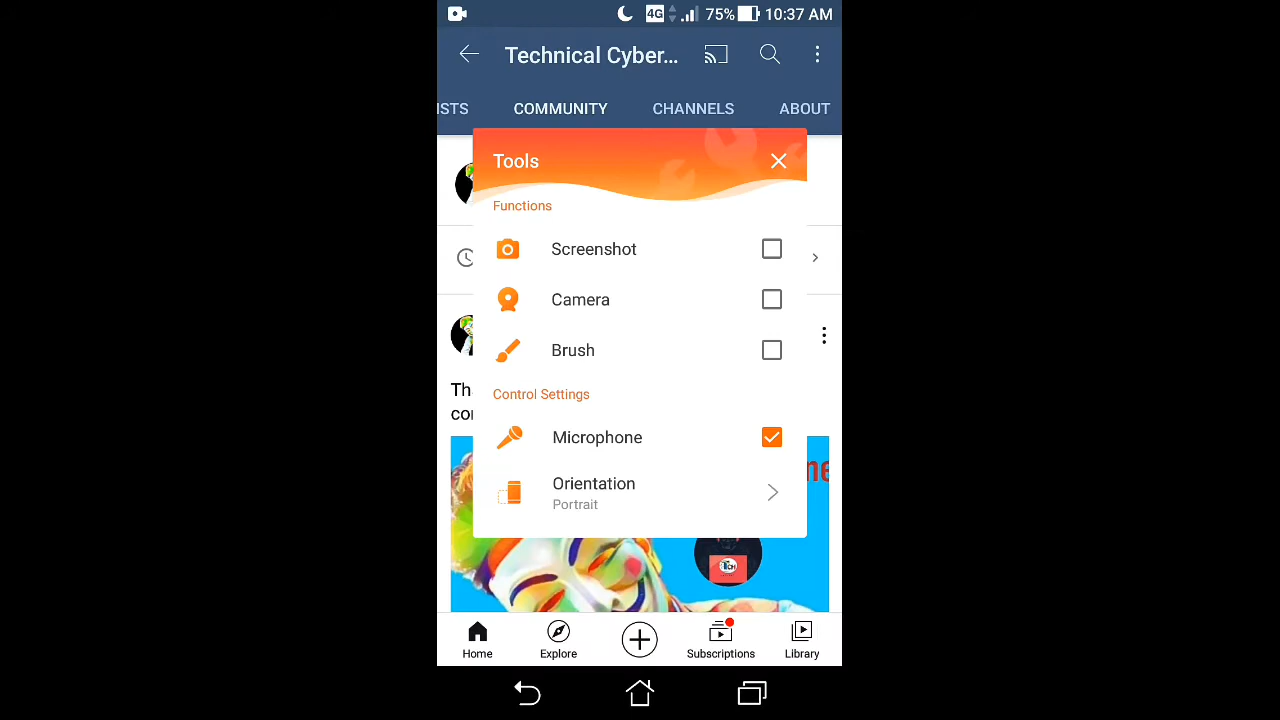 4G 75% 10:37 AM
Technical Cyber...
COMMUNITY CHANNELS ABOUT
Tools
Functions
Screenshot
Camera
Brush
Control Settings
Microphone
Orientation
Portrait
Home Explore Subscriptions Library